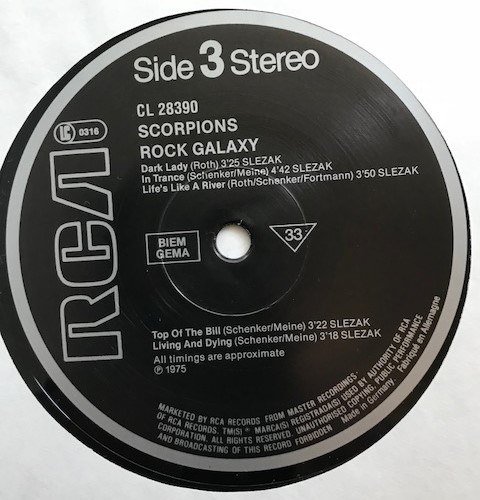 Side 3 Stereo
CL 28390
LC 0316
SCORPIONS
ROCK GALAXY
Dark Lady (Roth) 3'25 SLEZAK
In Trance (Schenker/Meine) 4'42 SLEZAK
Life's Like A River (Roth/Schenker/Fortmann) 3'50 SLEZAK
RCA
BIEM
GEMA
33
Top Of The Bill (Schenker/Meine) 3'22 SLEZAK
Living And Dying (Schenker/Meine) 3'18 SLEZAK
All timings are approximate
℗ 1975
MARKETED BY RCA RECORDS FROM MASTER RECORDINGS·
OF RCA RECORDS. TM(S) ® MARCA(S) REGISTRADA(S) USED BY AUTHORITY OF RCA
CORPORATION. ALL RIGHTS RESERVED. UNAUTHORISED COPYING, PUBLIC PERFORMANCE
AND BROADCASTING OF THIS RECORD FORBIDDEN
Made in Germany. Fabriqué en Allemagne